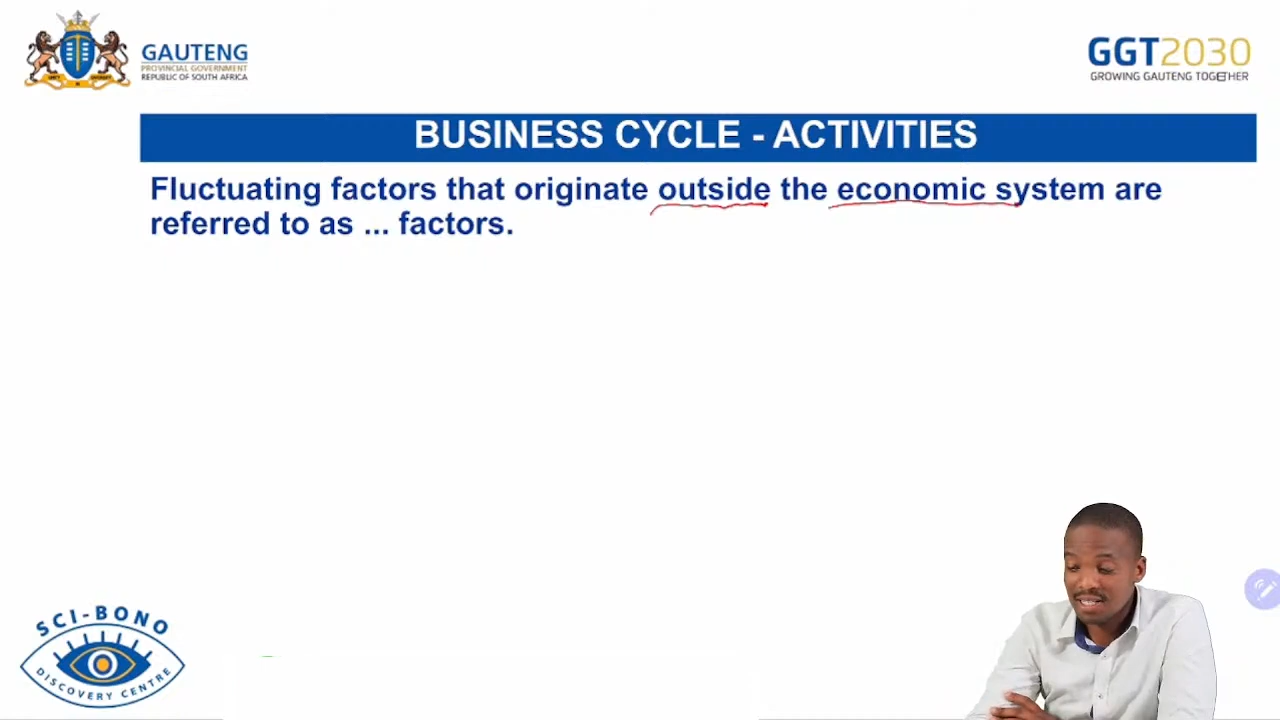 GAUTENG
PROVINCIAL GOVERNMENT
REPUBLIC OF SOUTH AFRICA
GGT2030
GROWING GAUTENG TOGETHER
BUSINESS CYCLE - ACTIVITIES
Fluctuating factors that originate outside the economic system are
referred to as ... factors.
SCI-BONO
DISCOVERY CENTRE